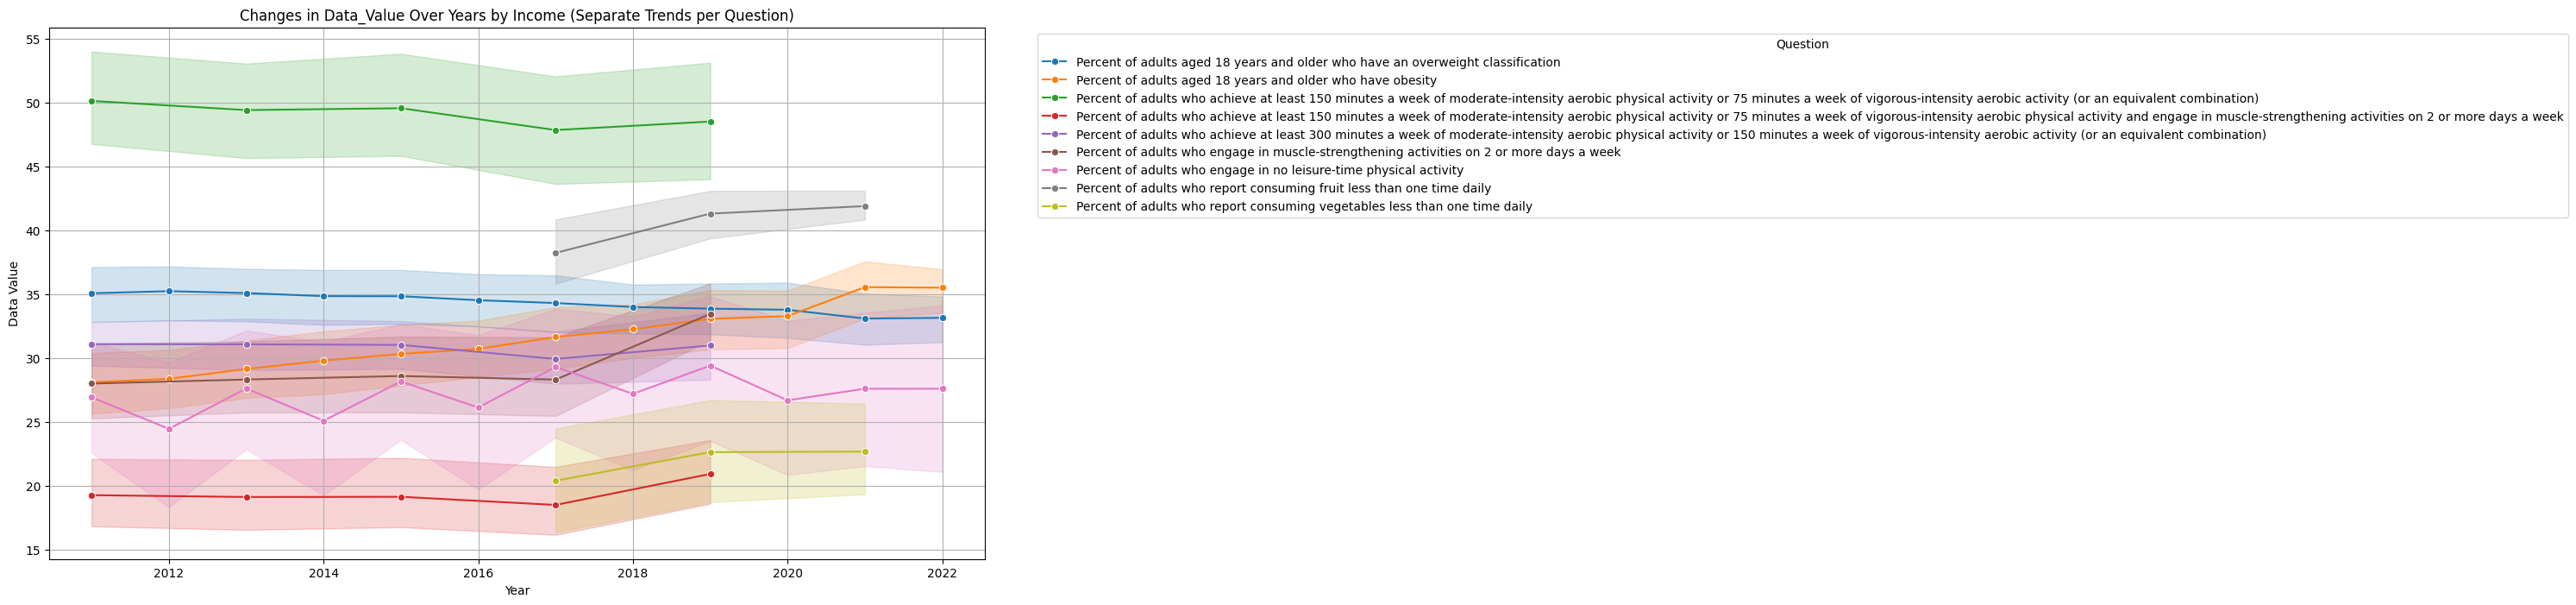 Changes in Data_Value Over Years by Income (Separate Trends per Question)
55
50
45
40
35
30
25
20
15
Data Value
2012 2014 2016 2018 2020 2022
Year
Question
Percent of adults aged 18 years and older who have an overweight classification
Percent of adults aged 18 years and older who have obesity
Percent of adults who achieve at least 150 minutes a week of moderate-intensity aerobic physical activity or 75 minutes a week of vigorous-intensity aerobic activity (or an equivalent combination)
Percent of adults who achieve at least 150 minutes a week of moderate-intensity aerobic physical activity or 75 minutes a week of vigorous-intensity aerobic physical activity and engage in muscle-strengthening activities on 2 or more days a week
Percent of adults who achieve at least 300 minutes a week of moderate-intensity aerobic physical activity or 150 minutes a week of vigorous-intensity aerobic activity (or an equivalent combination)
Percent of adults who engage in muscle-strengthening activities on 2 or more days a week
Percent of adults who engage in no leisure-time physical activity
Percent of adults who report consuming fruit less than one time daily
Percent of adults who report consuming vegetables less than one time daily